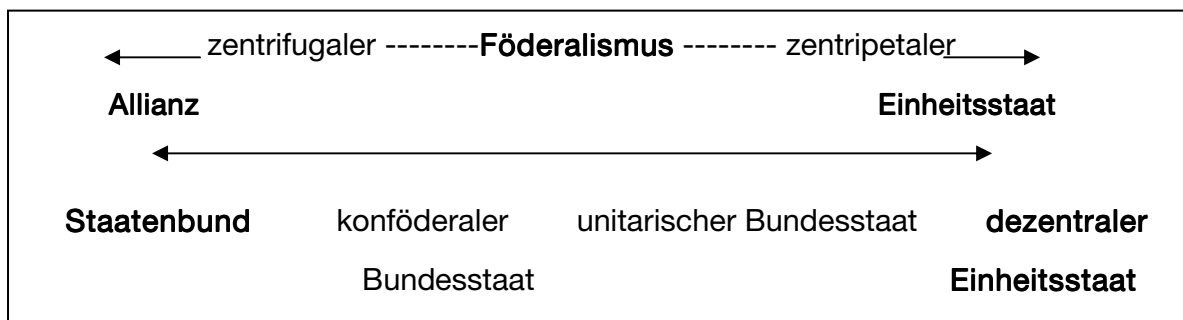 zentrifugaler --------Föderalismus -------- zentripetaler
Allianz Einheitsstaat
Staatenbund konföderaler unitarischer Bundesstaat dezentraler
Bundesstaat Einheitsstaat